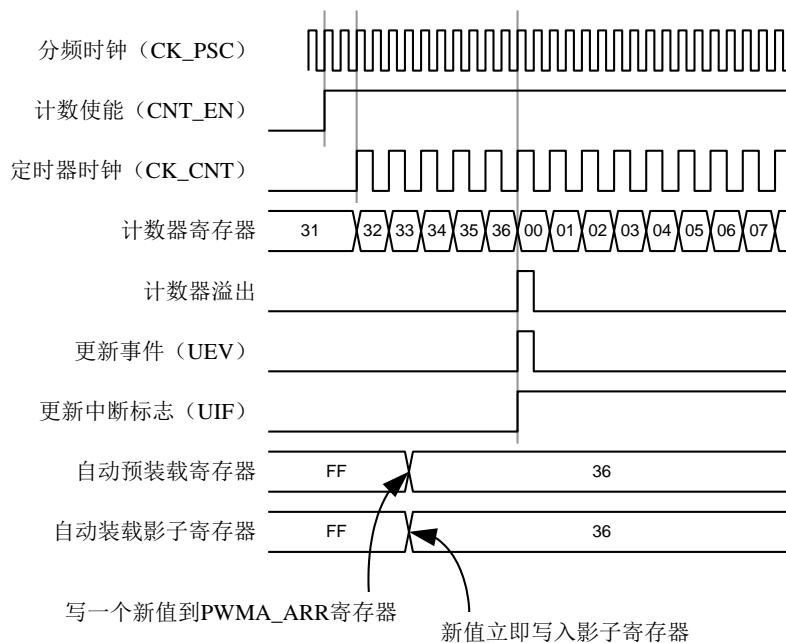 分频时钟（CK_PSC）
计数使能（CNT_EN）
定时器时钟（CK_CNT）
计数器寄存器 31 32 33 34 35 36 00 01 02 03 04 05 06 07
计数器溢出
更新事件（UEV）
更新中断标志（UIF）
自动预装载寄存器 FF 36
自动装载影子寄存器 FF 36
写一个新值到PWMA_ARR寄存器
新值立即写入影子寄存器